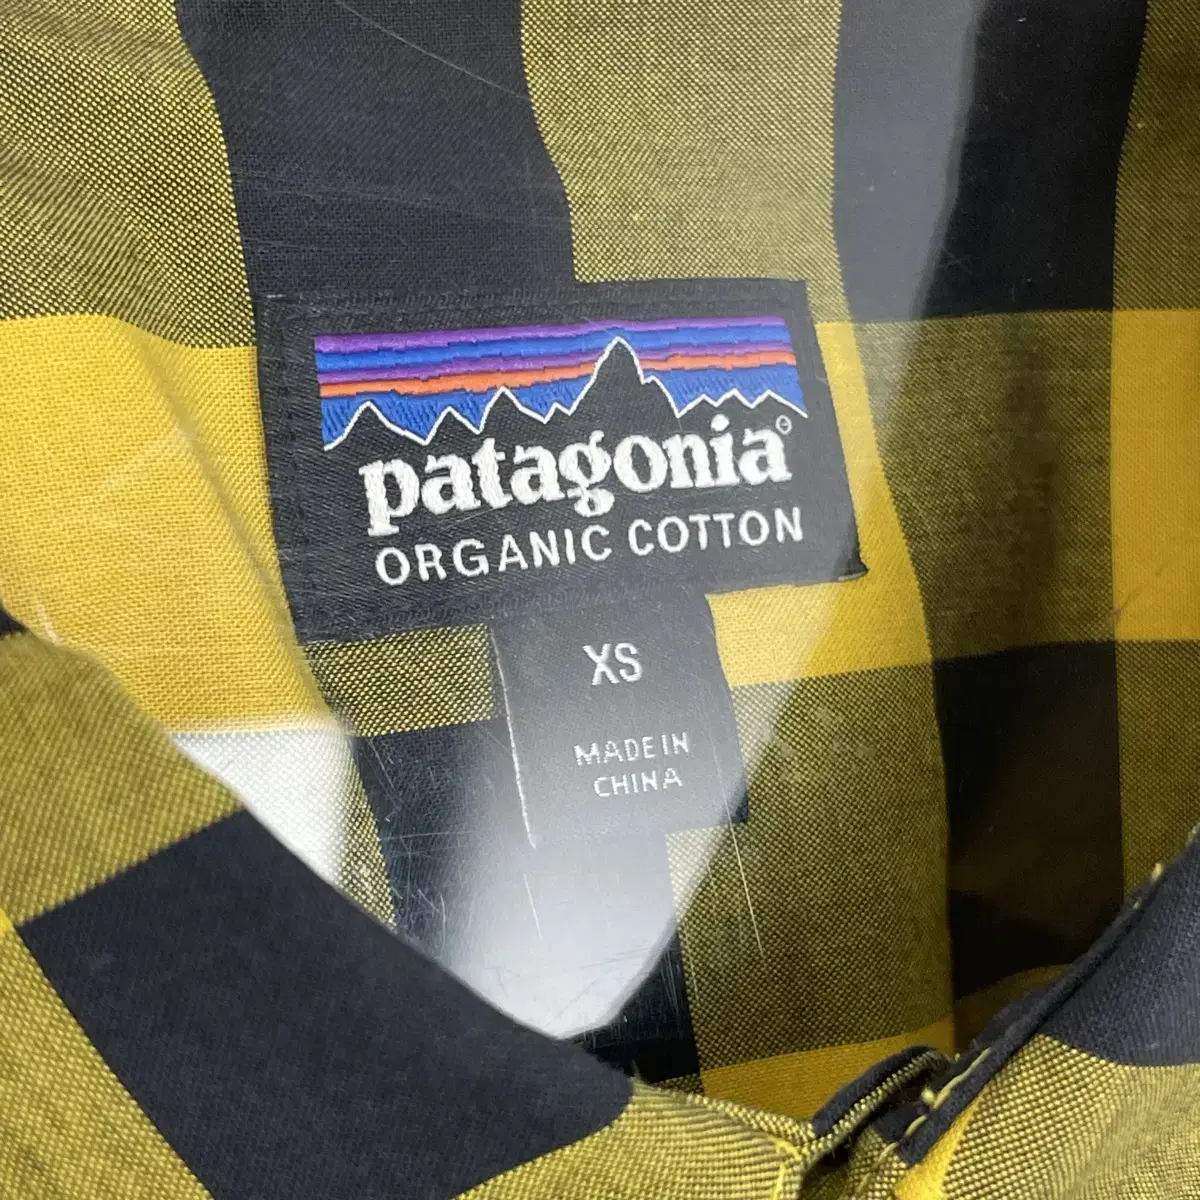 patagonia®
ORGANIC COTTON
XS
MADE IN
CHINA